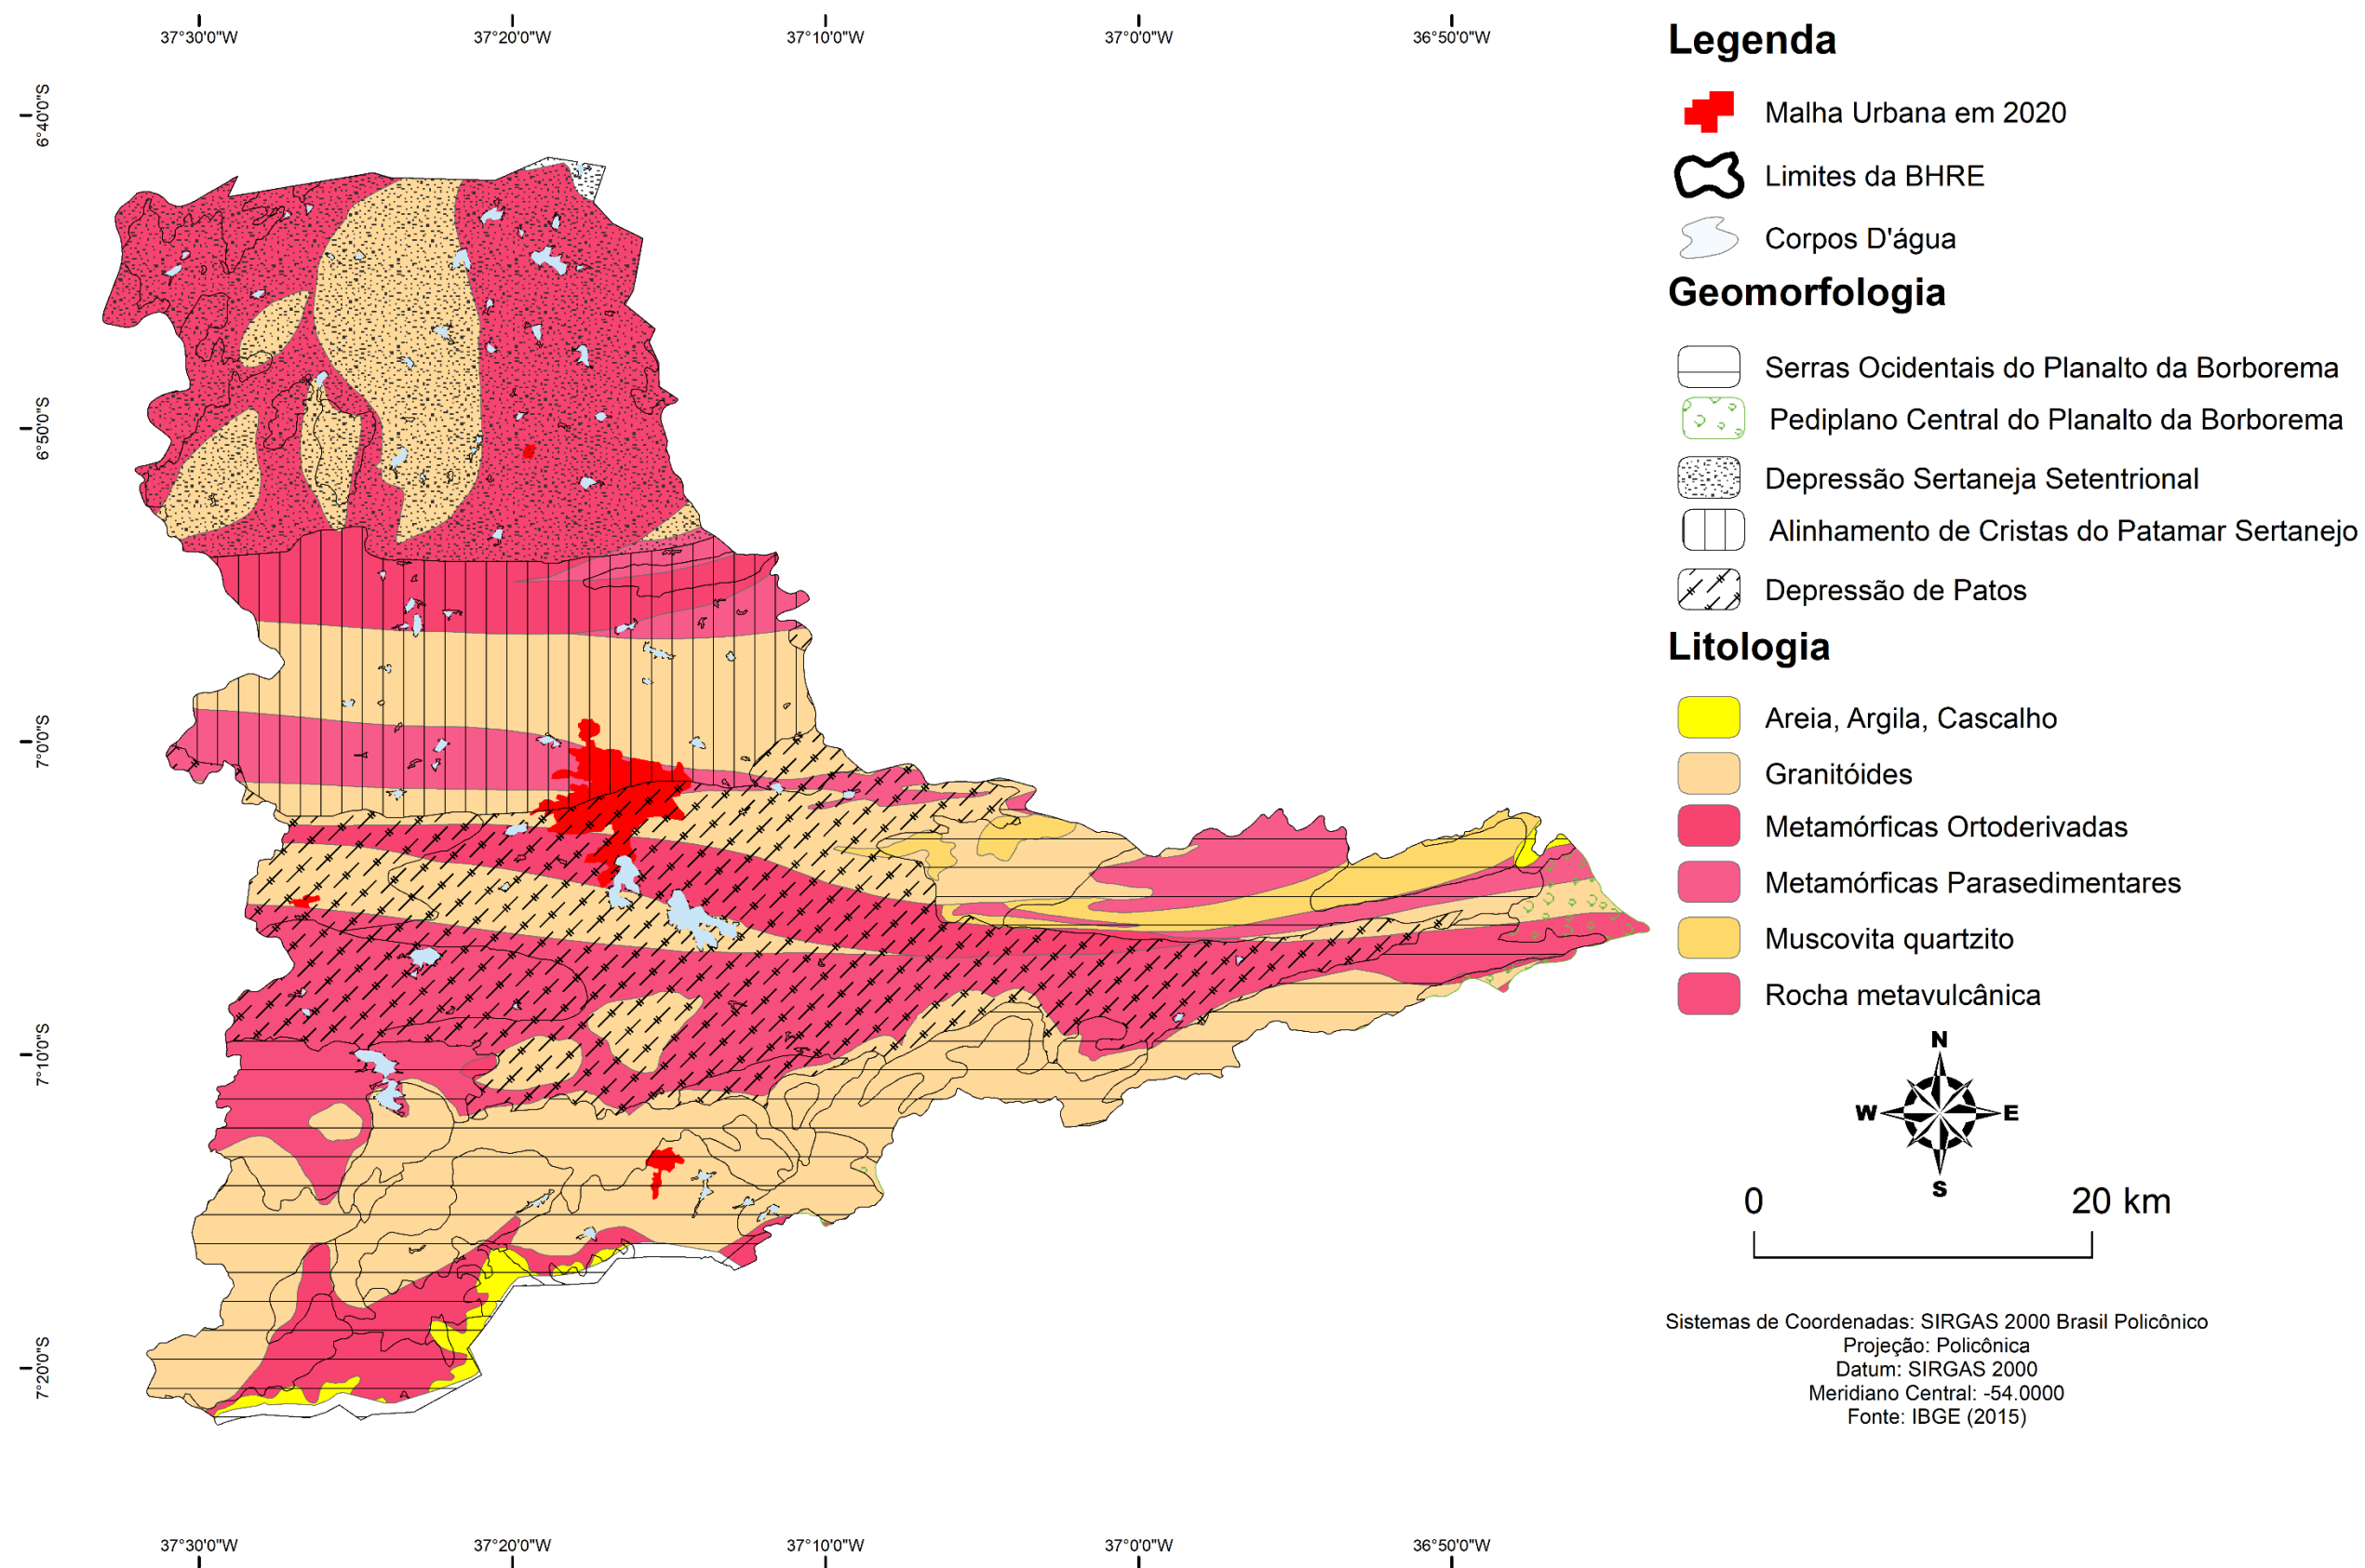 37°30'0"W
37°20'0"W
37°10'0"W
37°0'0"W
36°50'0"W
6°40'0"S
6°50'0"S
7°0'0"S
7°10'0"S
7°20'0"S
37°30'0"W
37°20'0"W
37°10'0"W
37°0'0"W
36°50'0"W
Legenda
Malha Urbana em 2020
Limites da BHRE
Corpos D'água
Geomorfologia
Serras Ocidentais do Planalto da Borborema
Pediplano Central do Planalto da Borborema
Depressão Sertaneja Setentrional
Alinhamento de Cristas do Patamar Sertanejo
Depressão de Patos
Litologia
Areia, Argila, Cascalho
Granitóides
Metamórficas Ortoderivadas
Metamórficas Parasedimentares
Muscovita quartzito
Rocha metavulcânica
N
W
E
S
0
20 km
Sistemas de Coordenadas: SIRGAS 2000 Brasil Policônico
Projeção: Policônica
Datum: SIRGAS 2000
Meridiano Central: -54.0000
Fonte: IBGE (2015)